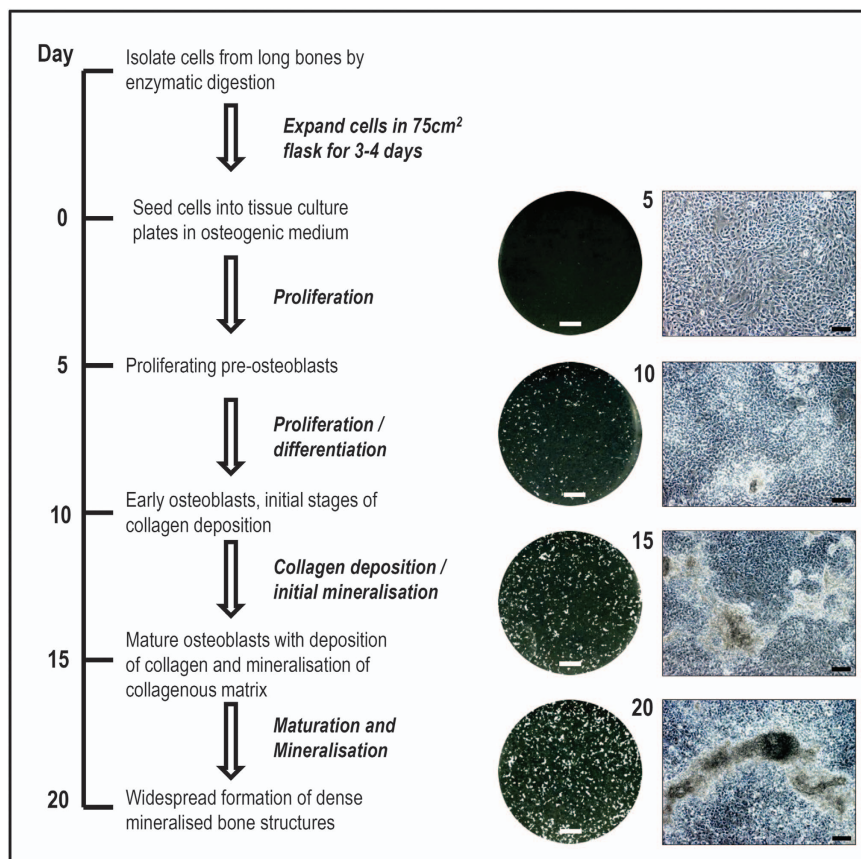 Day
Isolate cells from long bones by
enzymatic digestion
Expand cells in 75cm²
flask for 3-4 days
0
Seed cells into tissue culture
plates in osteogenic medium
Proliferation
5
Proliferating pre-osteoblasts
Proliferation /
differentiation
10
Early osteoblasts, initial stages of
collagen deposition
Collagen deposition /
initial mineralisation
15
Mature osteoblasts with deposition
of collagen and mineralisation of
collagenous matrix
Maturation and
Mineralisation
20
Widespread formation of dense
mineralised bone structures
5
10
15
20